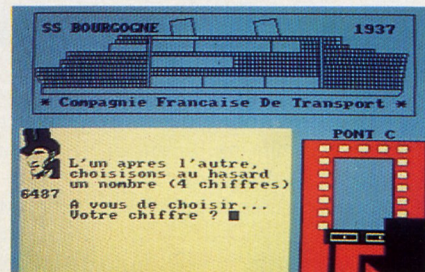 SS BOURGOGNE 1937
* Compagnie Francaise De Transport *
PONT C
L'un apres l'autre,
choisisons au hasard
un nombre (4 chiffres)
6487
A vous de choisir...
Votre chiffre ?